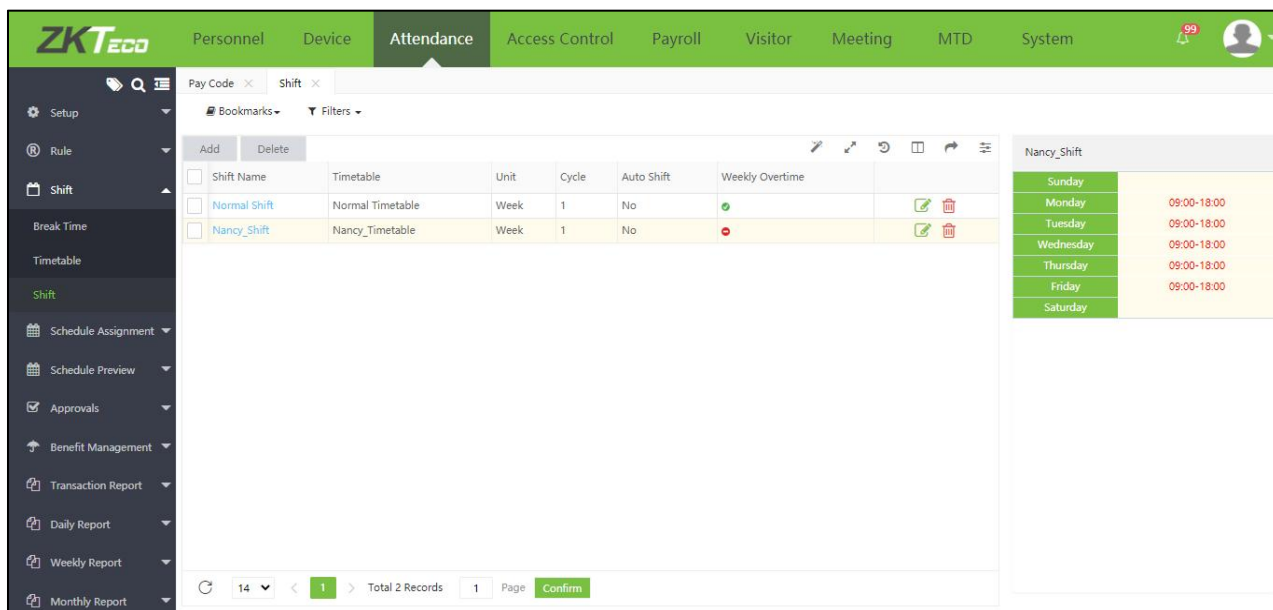 ZKTECO Personnel Device Attendance Access Control Payroll Visitor Meeting MTD System 99
Pay Code Shift
Bookmarks Filters
Setup
Rule
Shift
Break Time
Timetable
Shift
Schedule Assignment
Schedule Preview
Approvals
Benefit Management
Transaction Report
Daily Report
Weekly Report
Monthly Report
Add Delete
Shift Name Timetable Unit Cycle Auto Shift Weekly Overtime
Normal Shift Normal Timetable Week 1 No
Nancy_Shift Nancy_Timetable Week 1 No
14 1 Total 2 Records 1 Page Confirm
Nancy_Shift
Sunday
Monday 09:00-18:00
Tuesday 09:00-18:00
Wednesday 09:00-18:00
Thursday 09:00-18:00
Friday 09:00-18:00
Saturday